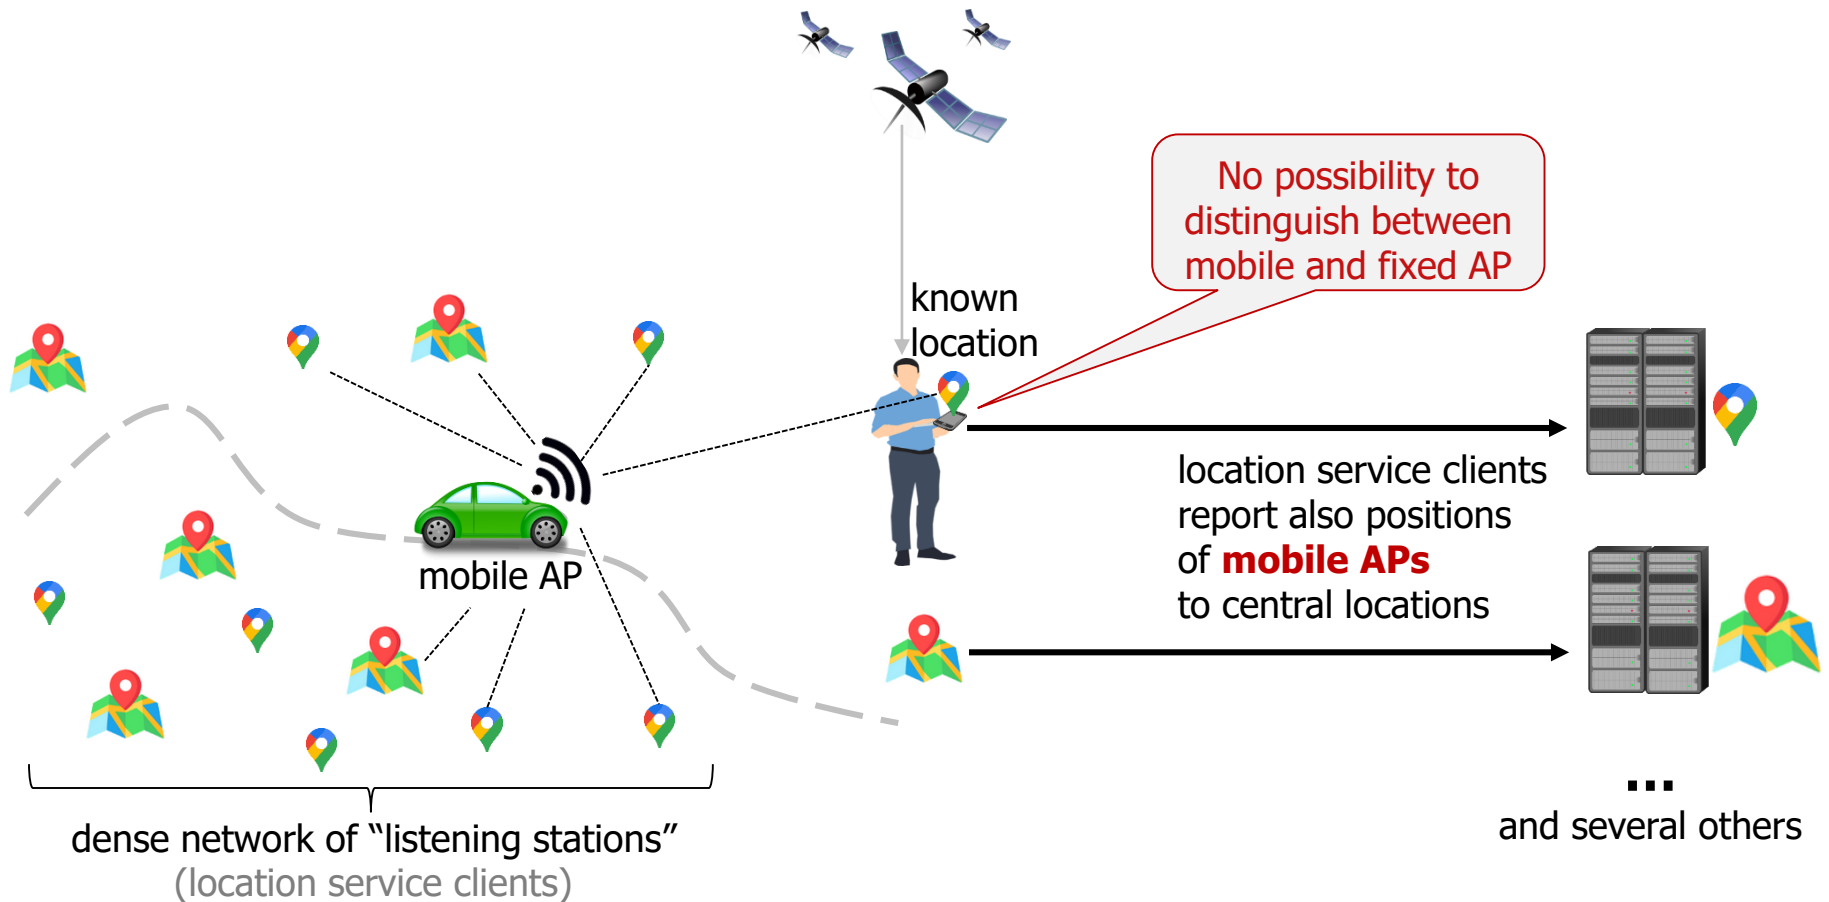 No possibility to
distinguish between
mobile and fixed AP
known
location
location service clients
report also positions
of mobile APs
to central locations
mobile AP
...
and several others
dense network of “listening stations”
(location service clients)